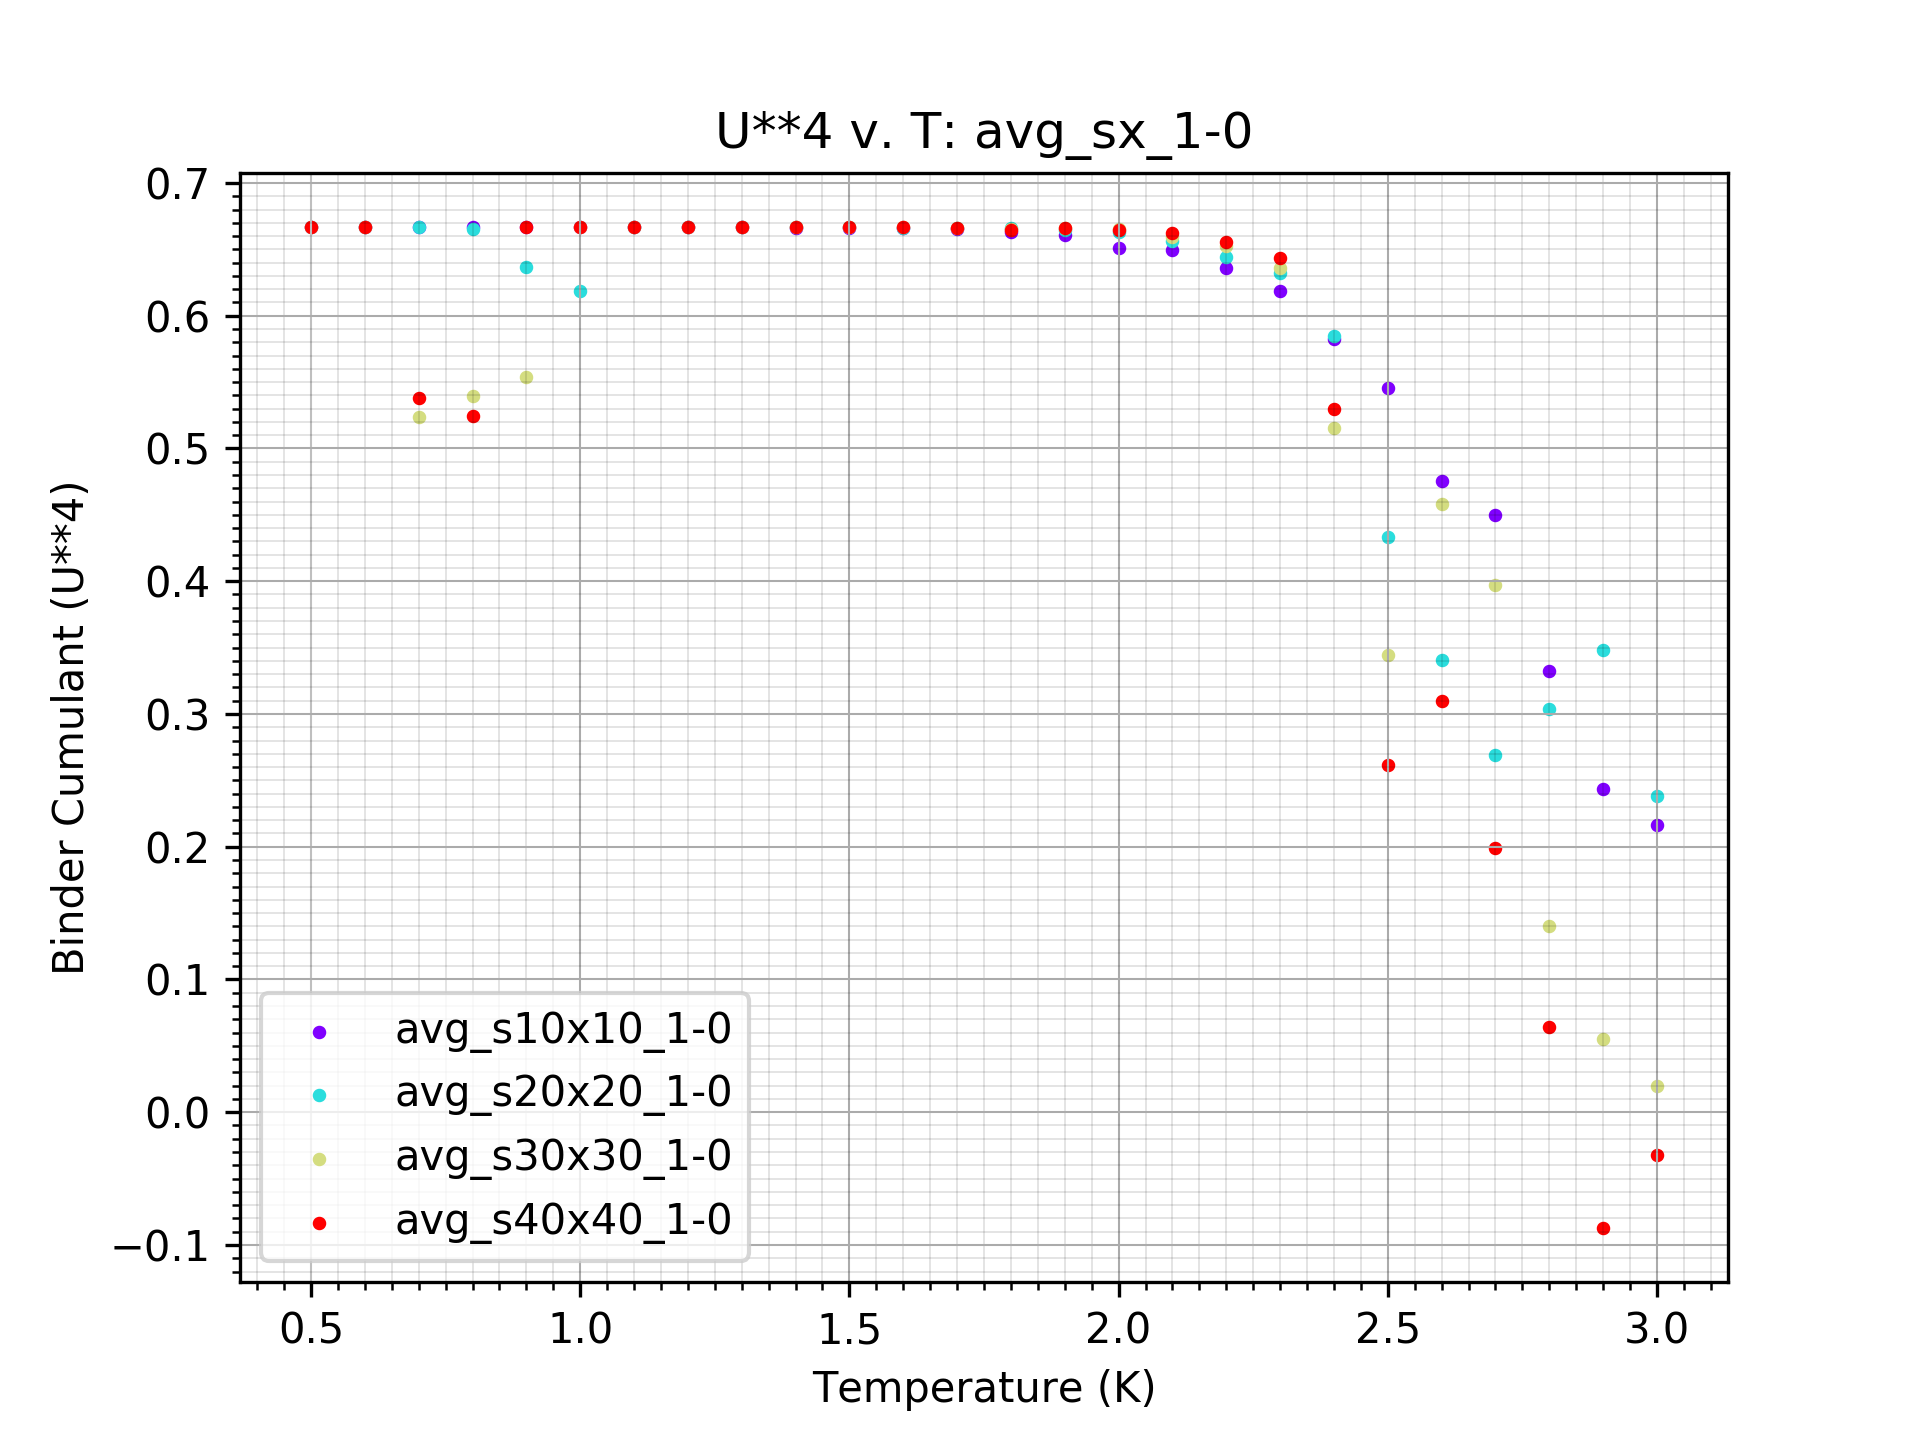 U**4 v. T: avg_sx_1-0
0.7
0.6
0.5
0.4
0.3
0.2
0.1
0.0
−0.1
Binder Cumulant (U**4)
avg_s10x10_1-0
avg_s20x20_1-0
avg_s30x30_1-0
avg_s40x40_1-0
0.5 1.0 1.5 2.0 2.5 3.0
Temperature (K)